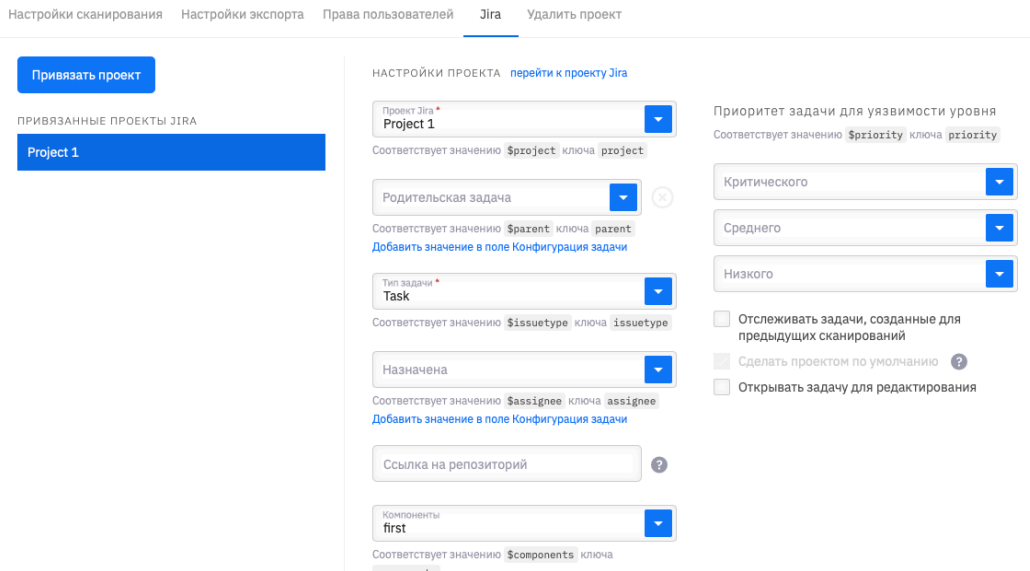 Настройки сканирования Настройки экспорта Права пользователей Jira Удалить проект
Привязать проект
ПРИВЯЗАННЫЕ ПРОЕКТЫ JIRA
Project 1
НАСТРОЙКИ ПРОЕКТА перейти к проекту Jira
Проект Jira *
Project 1
Соответствует значению $project ключа project
Родительская задача
Соответствует значению $parent ключа parent
Добавить значение в поле Конфигурация задачи
Тип задачи *
Task
Соответствует значению $issuetype ключа issuetype
Назначена
Соответствует значению $assignee ключа assignee
Добавить значение в поле Конфигурация задачи
Ссылка на репозиторий ?
Компоненты
first
Соответствует значению $components ключа
Приоритет задачи для уязвимости уровня
Соответствует значению $priority ключа priority
Критического
Среднего
Низкого
Отслеживать задачи, созданные для
предыдущих сканирований
Сделать проектом по умолчанию ?
Открывать задачу для редактирования